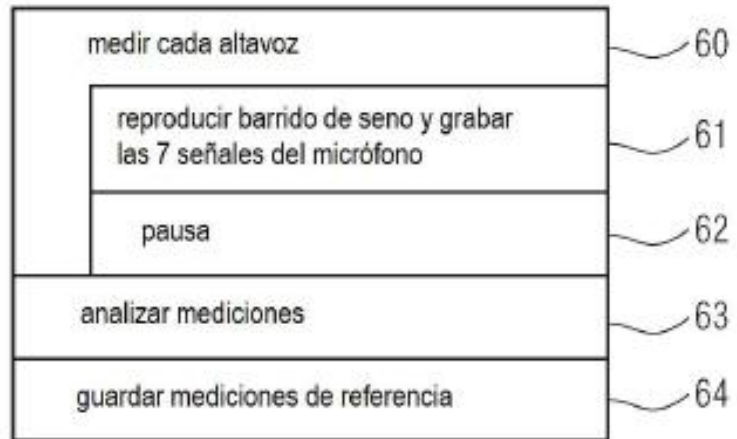 medir cada altavoz 60
reproducir barrido de seno y grabar 61
las 7 señales del micrófono
pausa 62
analizar mediciones 63
guardar mediciones de referencia 64